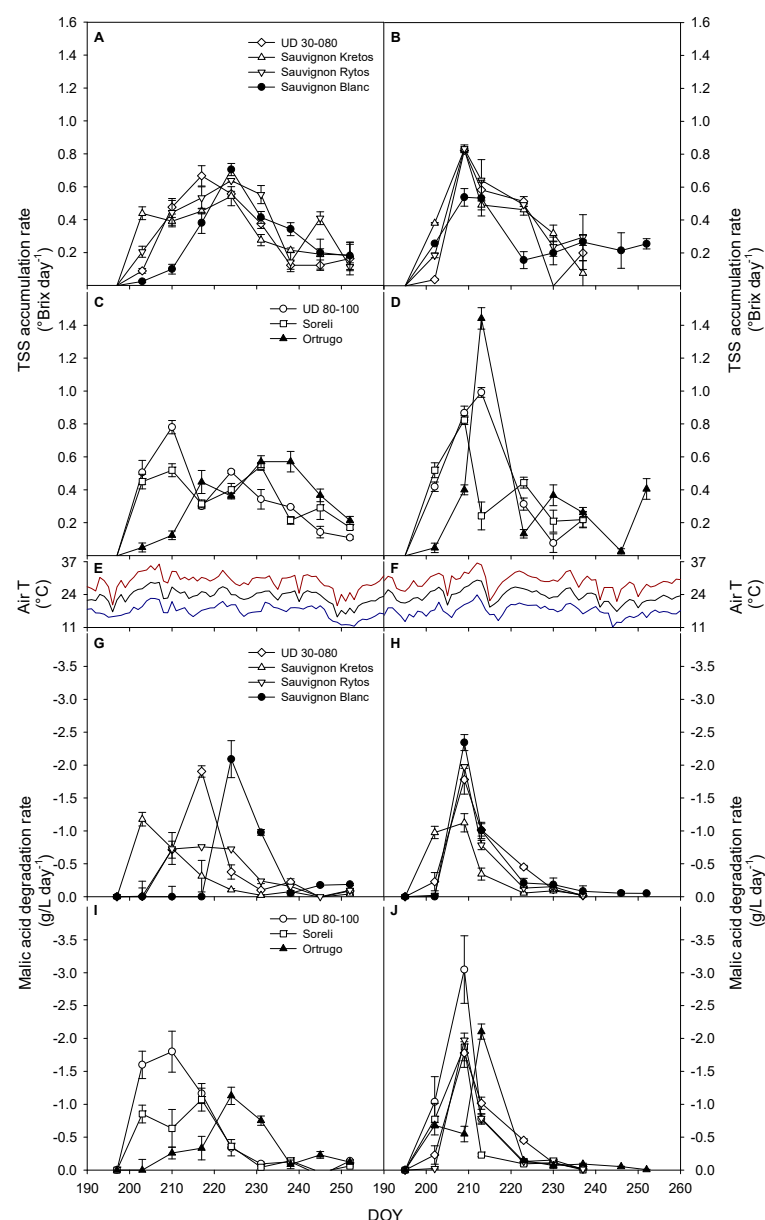 1.6
1.4
1.2
1.0
0.8
0.6
0.4
0.2
A
UD 30-080
Sauvignon Kretos
Sauvignon Rytos
Sauvignon Blanc
B
1.6
1.4
1.2
1.0
0.8
0.6
0.4
0.2
TSS accumulation rate
(°Brix day-1)
TSS accumulation rate
(°Brix day-1)
C
UD 80-100
Soreli
Ortrugo
D
1.4
1.2
1.0
0.8
0.6
0.4
0.2
1.4
1.2
1.0
0.8
0.6
0.4
0.2
Air T
(°C)
37
24
11
E
F
37
24
11
Air T
(°C)
G
UD 30-080
Sauvignon Kretos
Sauvignon Rytos
Sauvignon Blanc
H
-3.5
-3.0
-2.5
-2.0
-1.5
-1.0
-0.5
0.0
-3.5
-3.0
-2.5
-2.0
-1.5
-1.0
-0.5
0.0
Malic acid degradation rate
(g/L day-1)
Malic acid degradation rate
(g/L day-1)
I
UD 80-100
Soreli
Ortrugo
J
-3.5
-3.0
-2.5
-2.0
-1.5
-1.0
-0.5
0.0
-3.5
-3.0
-2.5
-2.0
-1.5
-1.0
-0.5
0.0
190 200 210 220 230 240 250 190 200 210 220 230 240 250 260
DOY